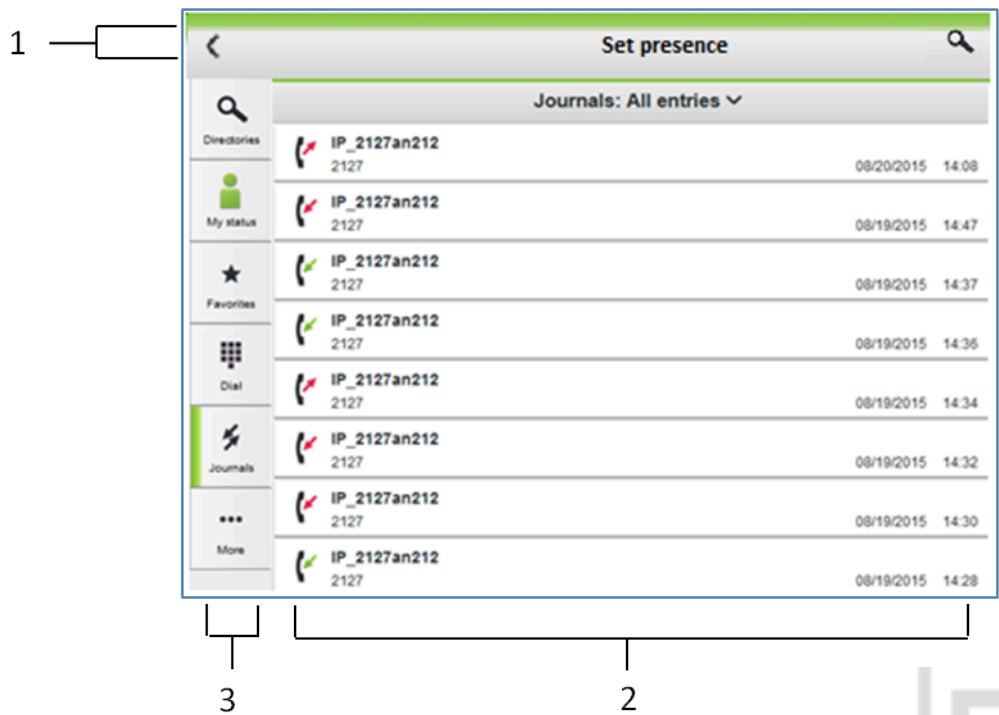 1
Set presence
Journals: All entries
Directories
My status
Favorites
Dial
Journals
More
IP_2127an212
2127 08/20/2015 14:08
IP_2127an212
2127 08/19/2015 14:47
IP_2127an212
2127 08/19/2015 14:37
IP_2127an212
2127 08/19/2015 14:36
IP_2127an212
2127 08/19/2015 14:34
IP_2127an212
2127 08/19/2015 14:32
IP_2127an212
2127 08/19/2015 14:30
IP_2127an212
2127 08/19/2015 14:28
3 2